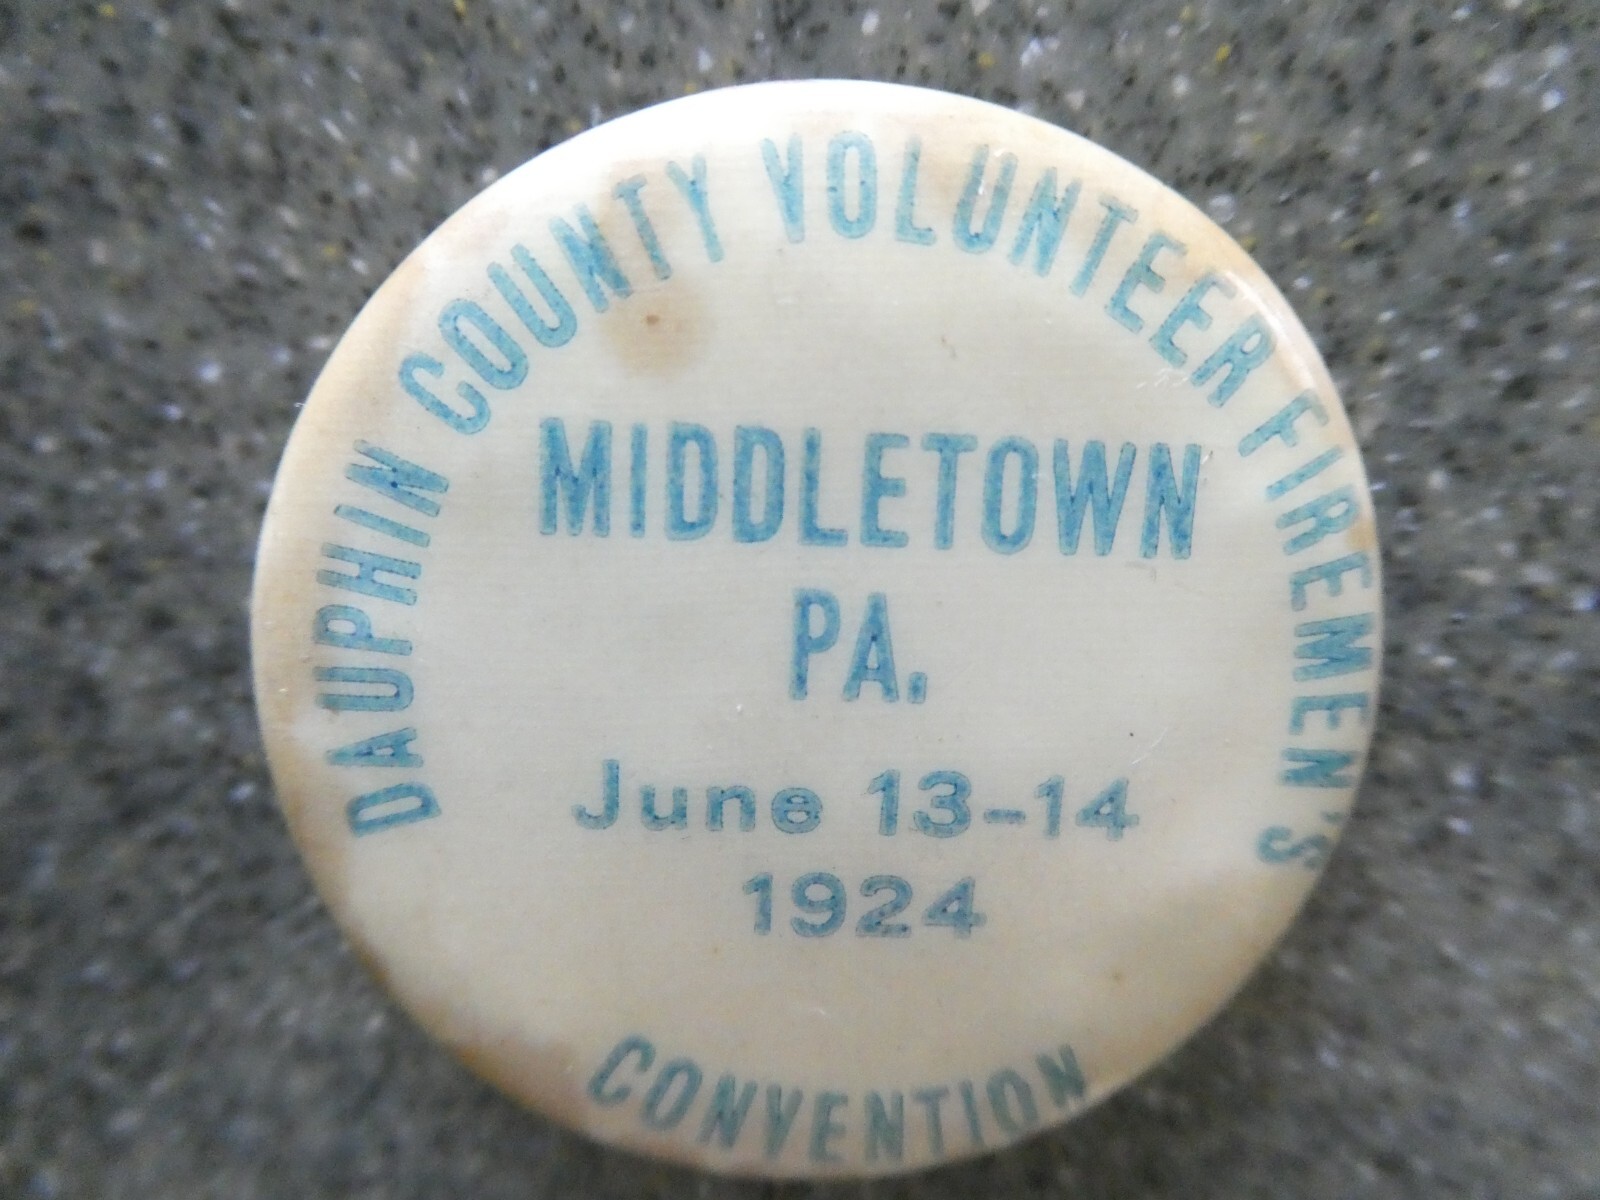 DAUPHIN COUNTY VOLUNTEER FIREMEN'S
MIDDLETOWN
PA.
June 13-14
1924
CONVENTION